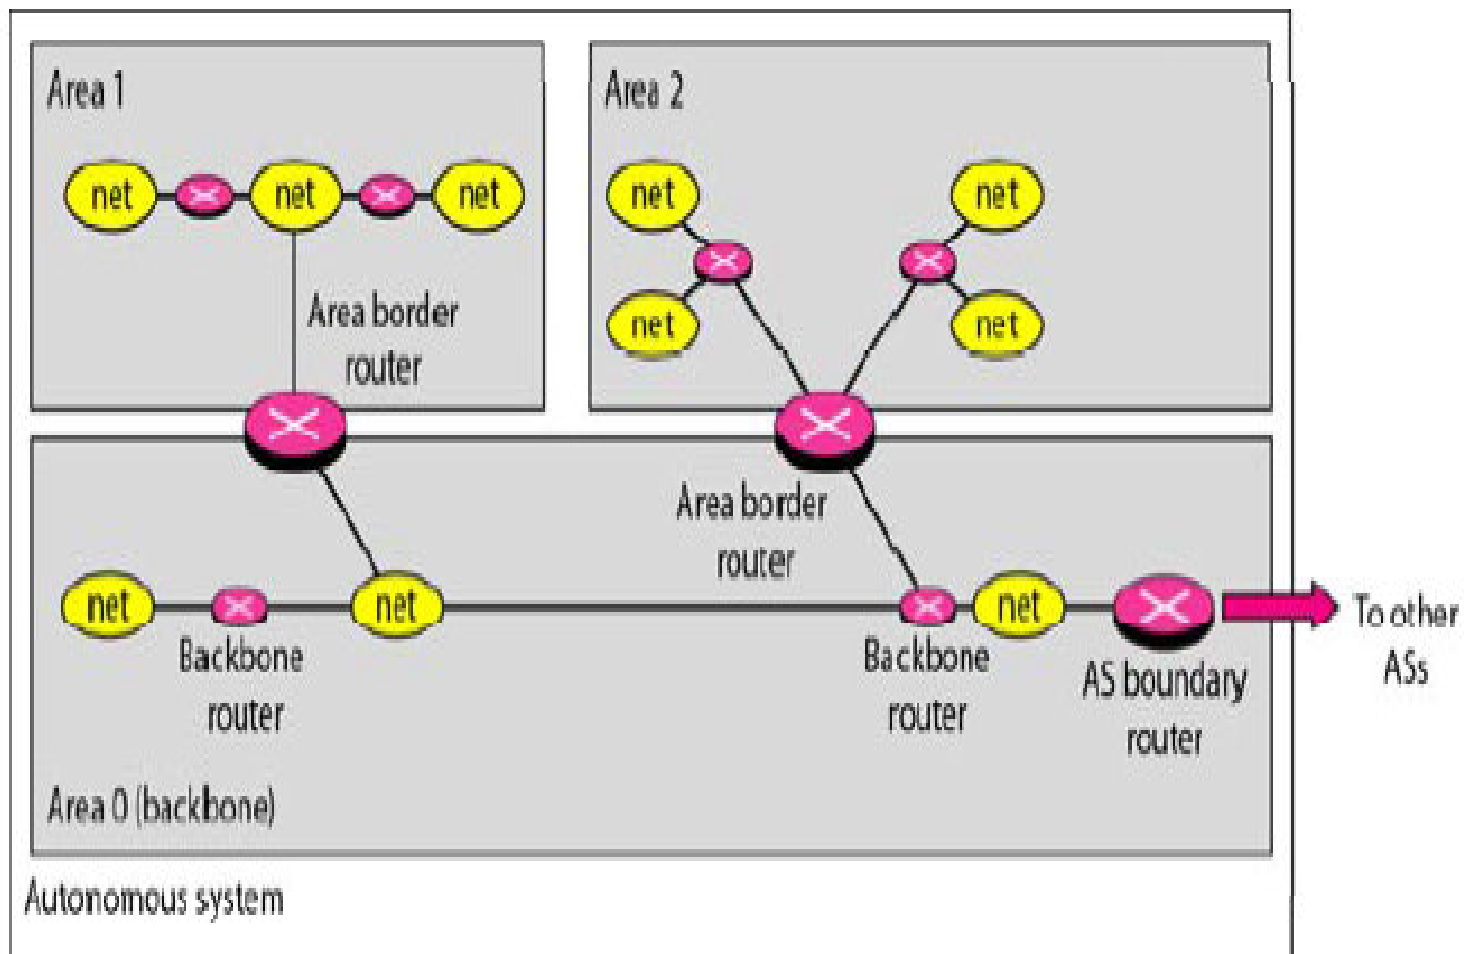 Area 1
Area 2
net
net
net
net
net
Area border
router
net
net
Area border
router
net
net
net
Backbone
router
Backbone
router
AS boundary
router
To other
ASs
Area 0 (backbone)
Autonomous system